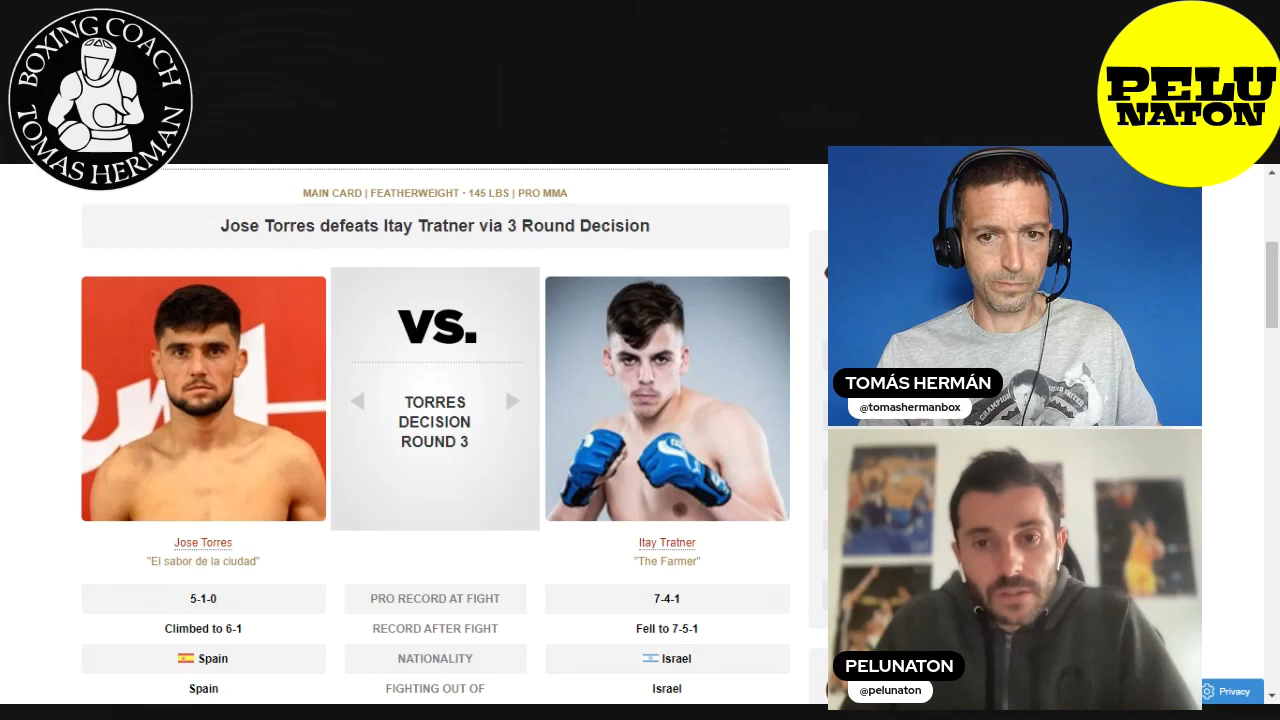 BOXING COACH
TOMAS HERMAN
PELU
NATON
MAIN CARD | FEATHERWEIGHT · 145 LBS | PRO MMA
Jose Torres defeats Itay Tratner via 3 Round Decision
VS.
TORRES
DECISION
ROUND 3
Jose Torres
Itay Tratner
"El sabor de la ciudad"
"The Farmer"
5-1-0
PRO RECORD AT FIGHT
7-4-1
Climbed to 6-1
RECORD AFTER FIGHT
Fell to 7-5-1
Spain
NATIONALITY
Israel
Spain
FIGHTING OUT OF
Israel
TOMÁS HERMÁN
@tomashermanbox
PELUNATON
@pelunaton
Privacy